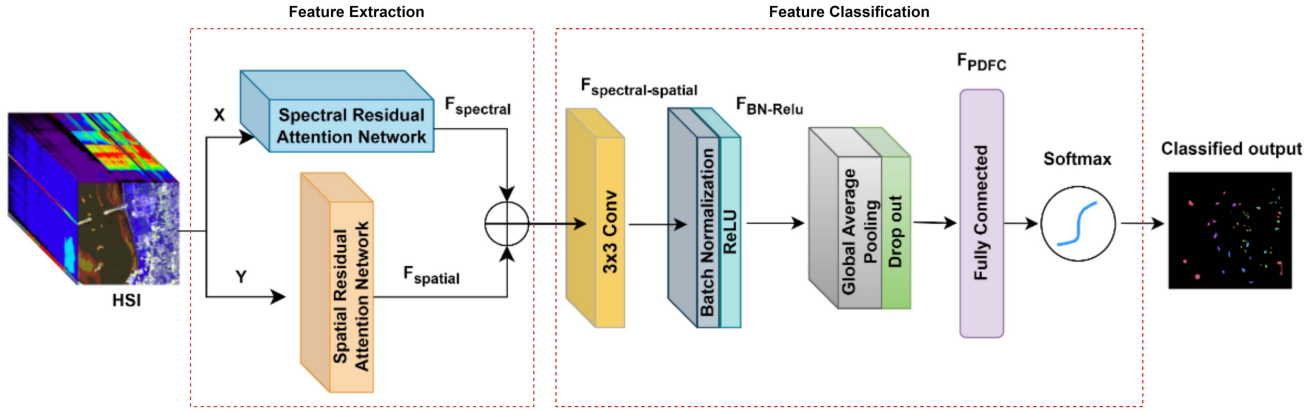 Feature Extraction
Feature Classification
HSI
X
Y
Spectral Residual
Attention Network
Spatial Residual
Attention Network
Fspectral
Fspatial
Fspectral-spatial
3x3 Conv
FBN-Relu
Batch Normalization
ReLU
Global Average
Pooling
Drop out
FPDFC
Fully Connected
Softmax
Classified output